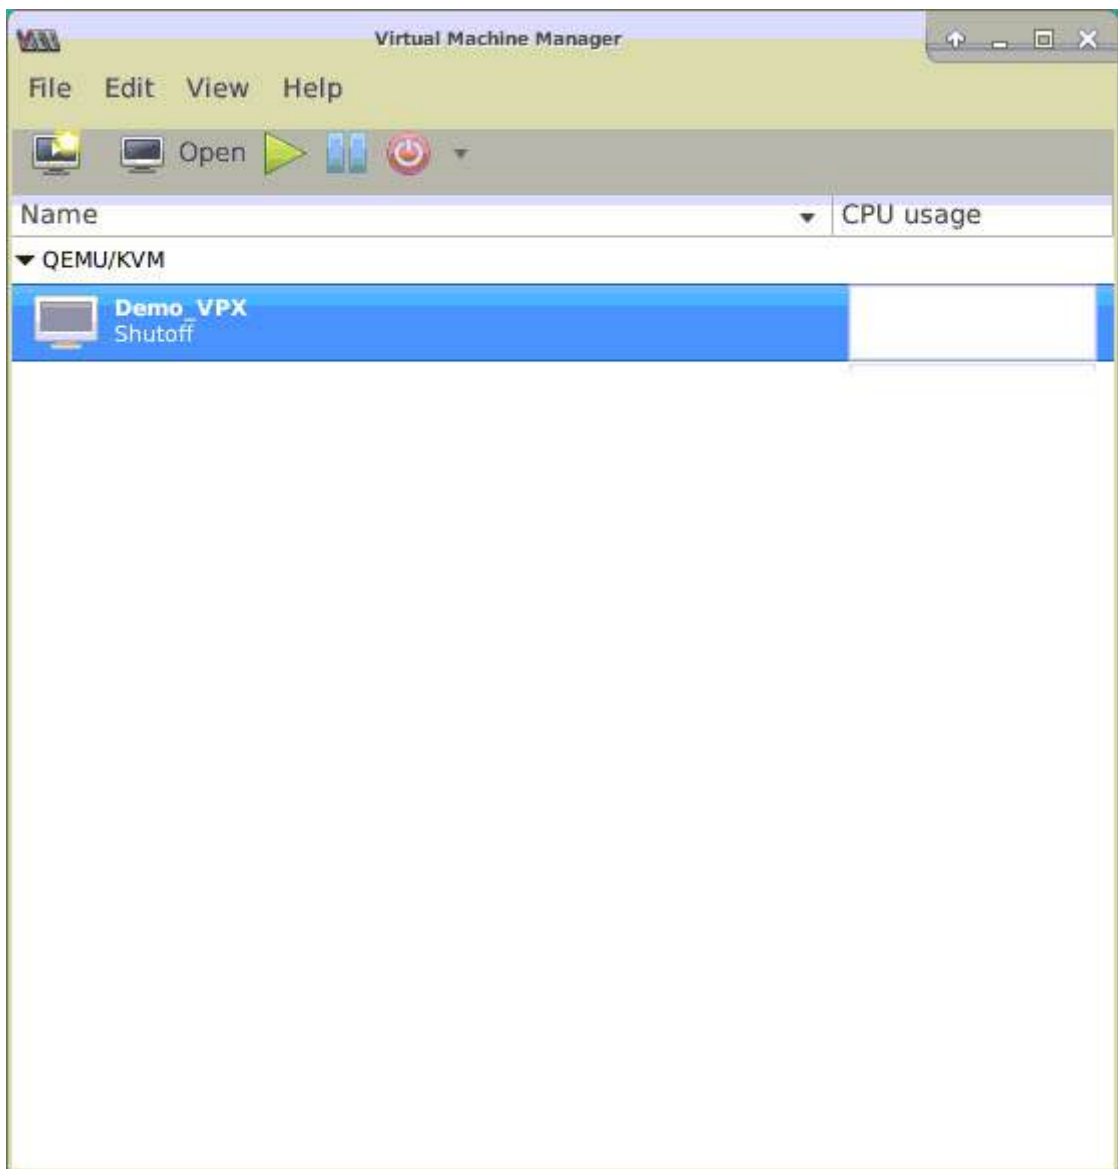 Virtual Machine Manager
File Edit View Help
Open
Name CPU usage
QEMU/KVM
Demo_VPX
Shutoff